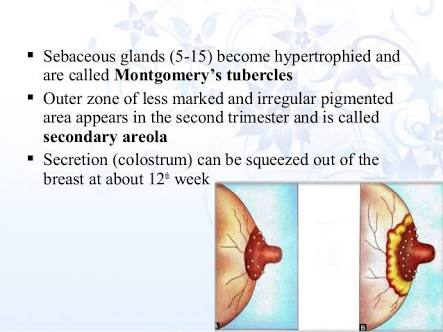 ▪ Sebaceous glands (5-15) become hypertrophied and
are called Montgomery's tubercles
▪ Outer zone of less marked and irregular pigmented
area appears in the second trimester and is called
secondary areola
▪ Secretion (colostrum) can be squeezed out of the
breast at about 12th week
B